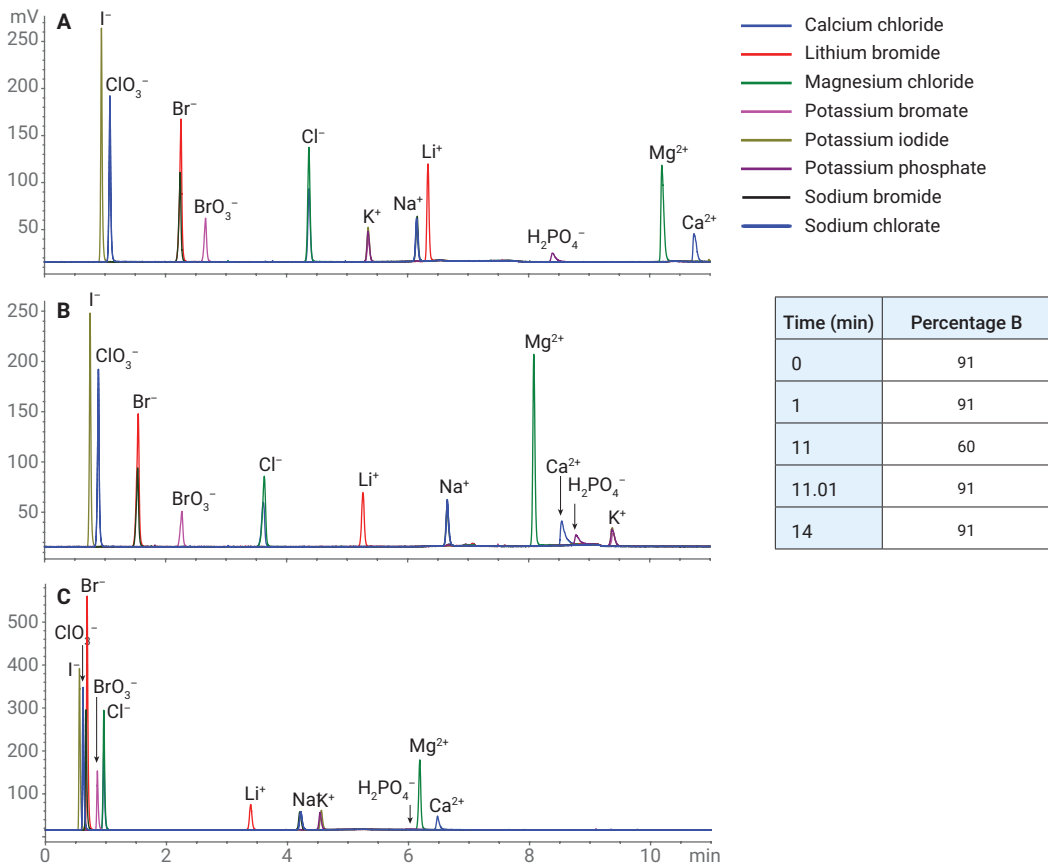 mV
A
250
200
150
100
50
I⁻
ClO₃⁻
Br⁻
BrO₃⁻
Cl⁻
K⁺
Na⁺
Li⁺
H₂PO₄⁻
Mg²⁺
Ca²⁺
Calcium chloride
Lithium bromide
Magnesium chloride
Potassium bromate
Potassium iodide
Potassium phosphate
Sodium bromide
Sodium chlorate
B
250
200
150
100
50
I⁻
ClO₃⁻
Br⁻
BrO₃⁻
Cl⁻
Li⁺
Na⁺
Mg²⁺
Ca²⁺
H₂PO₄⁻
K⁺
Time (min) Percentage B
0 91
1 91
11 60
11.01 91
14 91
C
500
400
300
200
100
Br⁻
ClO₃⁻
I⁻
BrO₃⁻
Cl⁻
Li⁺
Na⁺
K⁺
H₂PO₄⁻
Mg²⁺
Ca²⁺
0 2 4 6 8 10 min